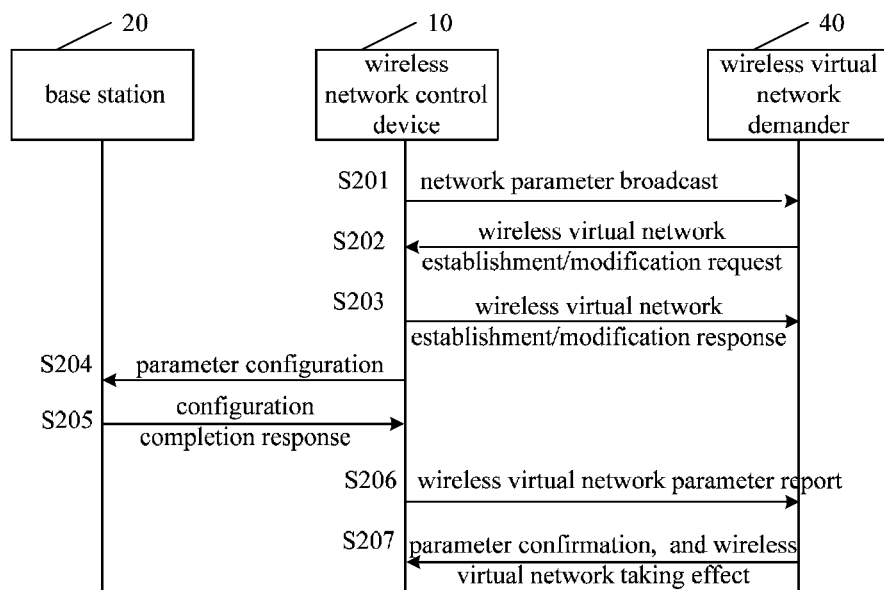 20
10
40
base station
wireless
network control
device
wireless virtual
network
demander
S201
network parameter broadcast
S202
wireless virtual network
establishment/modification request
S203
wireless virtual network
establishment/modification response
S204
parameter configuration
S205
configuration
completion response
S206
wireless virtual network parameter report
S207
parameter confirmation, and wireless
virtual network taking effect